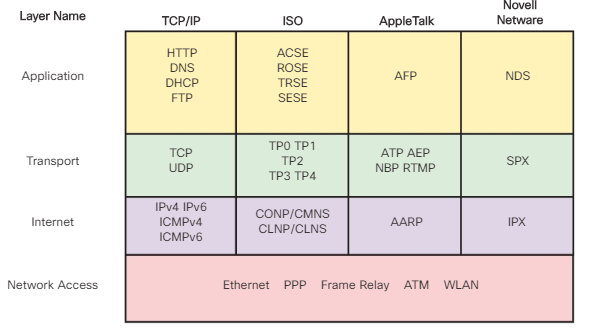 Layer Name
TCP/IP
ISO
AppleTalk
Novell
Netware
Application
HTTP
DNS
DHCP
FTP
ACSE
ROSE
TRSE
SESE
AFP
NDS
Transport
TCP
UDP
TP0 TP1
TP2
TP3 TP4
ATP AEP
NBP RTMP
SPX
Internet
IPv4 IPv6
ICMPv4
ICMPv6
CONP/CMNS
CLNP/CLNS
AARP
IPX
Network Access
Ethernet PPP Frame Relay ATM WLAN